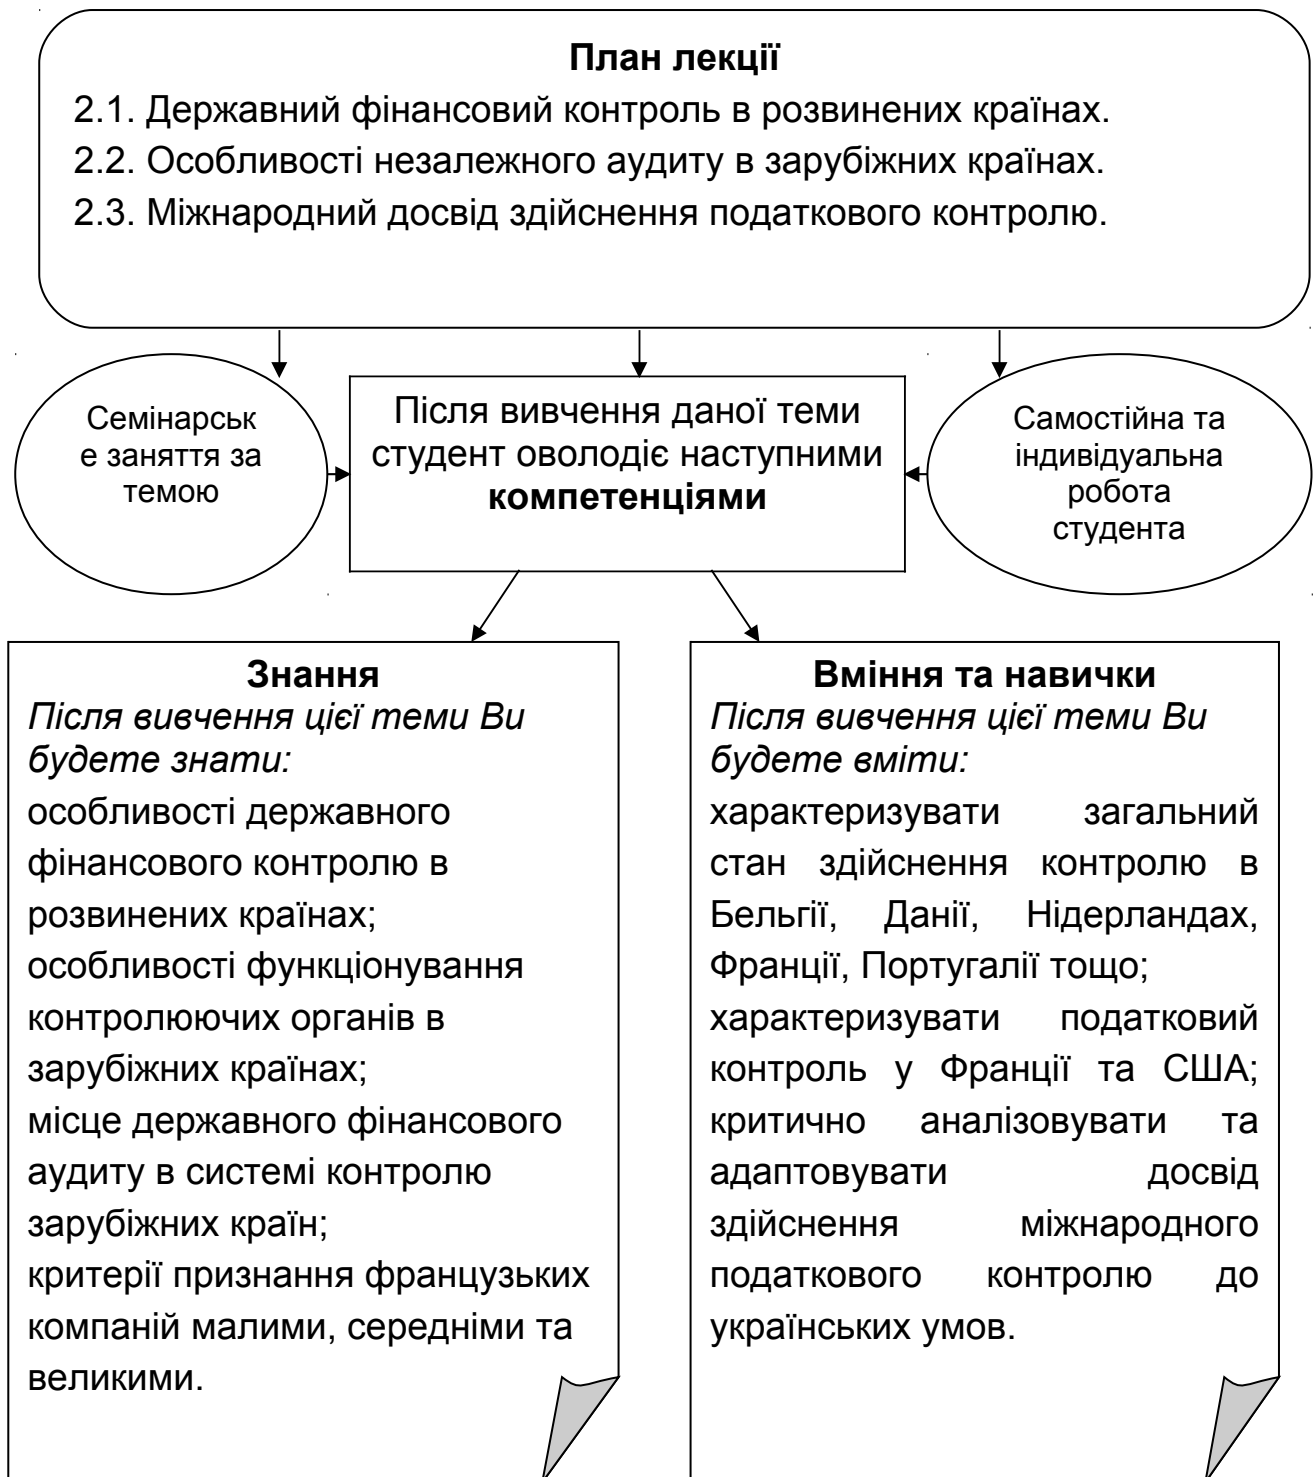 План лекції
2.1. Державний фінансовий контроль в розвинених країнах.
2.2. Особливості незалежного аудиту в зарубіжних країнах.
2.3. Міжнародний досвід здійснення податкового контролю.
Семінарськ
е заняття за
темою
Після вивчення даної теми
студент оволодіє наступними
компетенціями
Самостійна та
індивідуальна
робота
студента
Знання
Після вивчення цієї теми Ви
будете знати:
особливості державного
фінансового контролю в
розвинених країнах;
особливості функціонування
контролюючих органів в
зарубіжних країнах;
місце державного фінансового
аудиту в системі контролю
зарубіжних країн;
критерії признання французьких
компаній малими, середніми та
великими.
Вміння та навички
Після вивчення цієї теми Ви
будете вміти:
характеризувати загальний
стан здійснення контролю в
Бельгії, Данії, Нідерландах,
Франції, Португалії тощо;
характеризувати податковий
контроль у Франції та США;
критично аналізовувати та
адаптовувати досвід
здійснення міжнародного
податкового контролю до
українських умов.